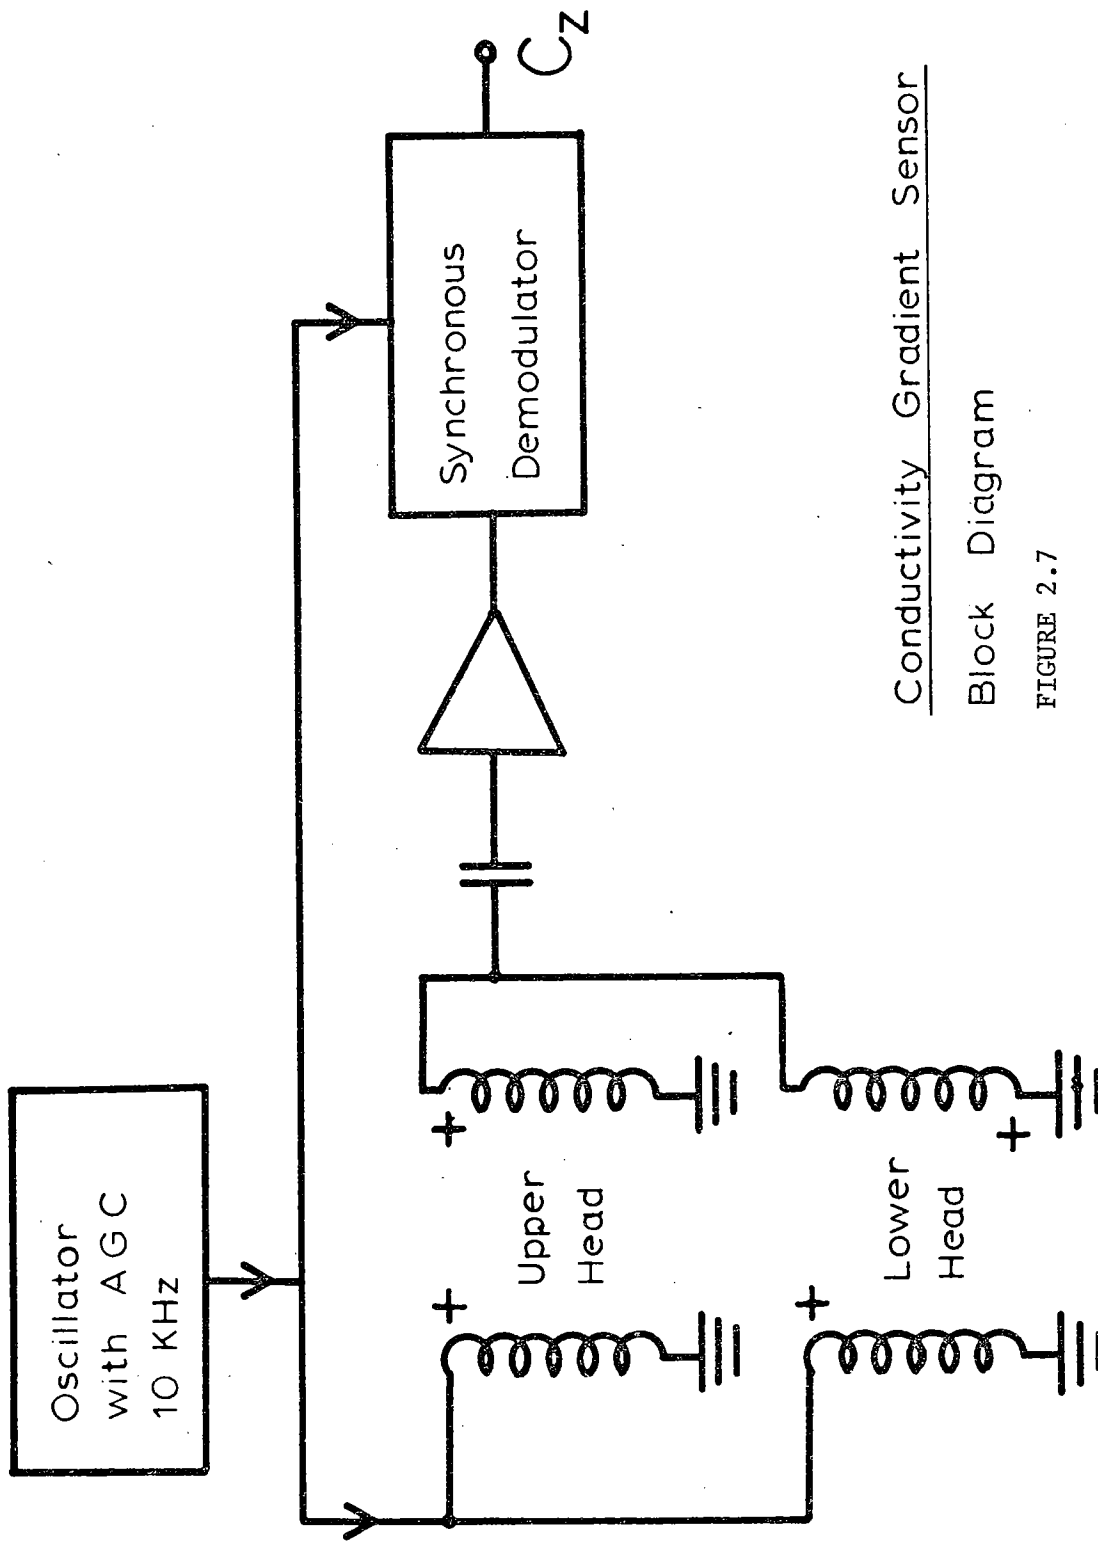 Oscillator
with AGC
10 KHz
Synchronous
Demodulator
Cz
+
+
Upper
Head
+
+
Lower
Head
Conductivity Gradient Sensor
Block Diagram
FIGURE 2.7